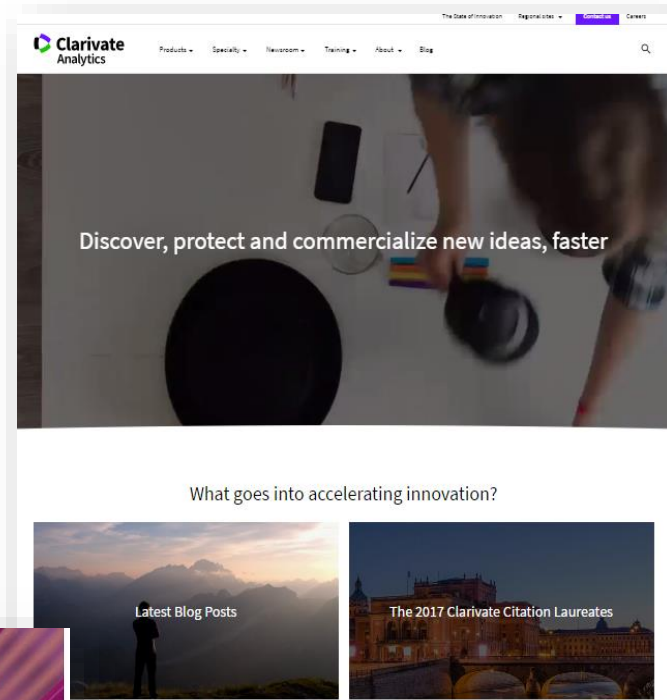 The State of Innovation Regional sites Contact us Careers
Clarivate
Analytics
Products Specialty Newsroom Training About Blog
Discover, protect and commercialize new ideas, faster
What goes into accelerating innovation?
Latest Blog Posts
The 2017 Clarivate Citation Laureates